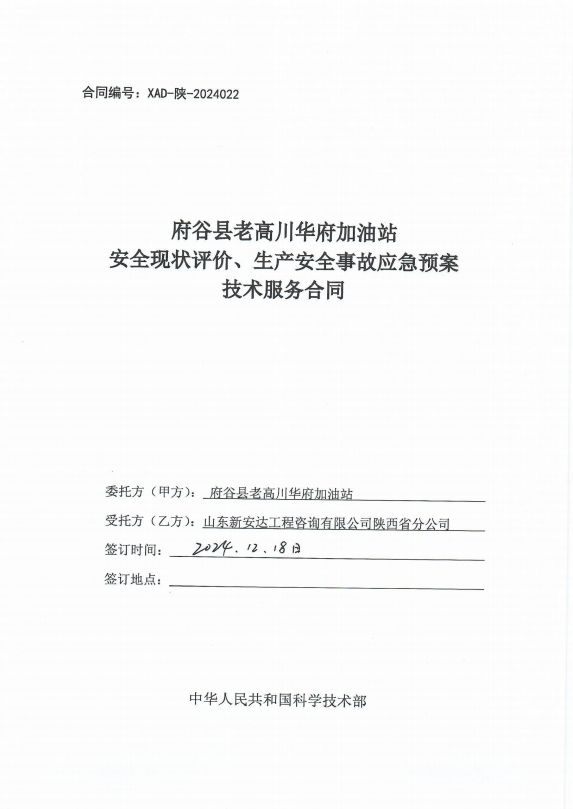 合同编号：XAD-陕-2024022
府谷县老高川华府加油站
安全现状评价、生产安全事故应急预案
技术服务合同
委托方（甲方）：府谷县老高川华府加油站
受托方（乙方）：山东新安达工程咨询有限公司陕西省分公司
签订时间：2024.12.18日
签订地点：
中华人民共和国科学技术部